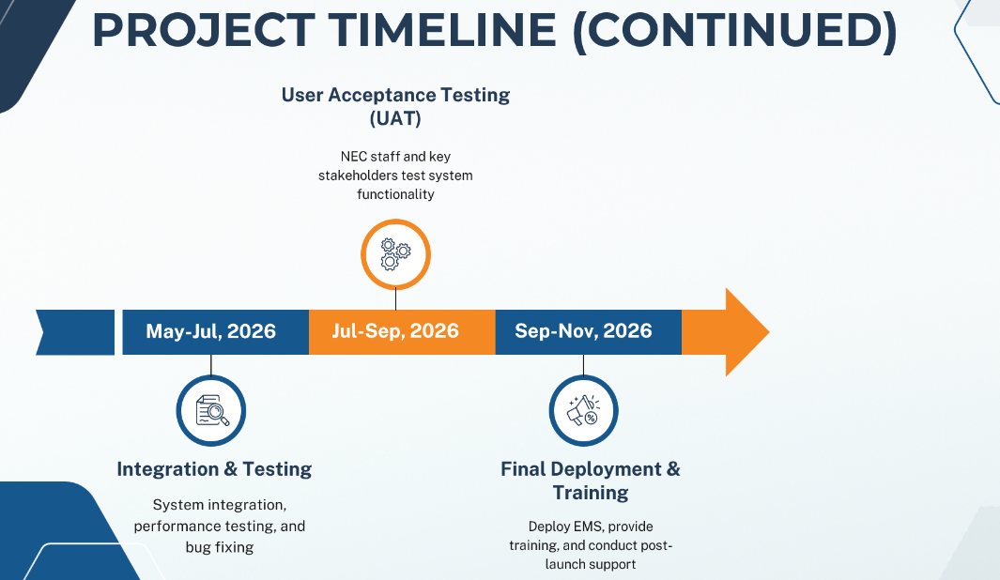 PROJECT TIMELINE (CONTINUED)
User Acceptance Testing
(UAT)
NEC staff and key
stakeholders test system
functionality
May-Jul, 2026
Jul-Sep, 2026
Sep-Nov, 2026
Integration & Testing
System integration,
performance testing, and
bug fixing
Final Deployment &
Training
Deploy EMS, provide
training, and conduct post-
launch support
%